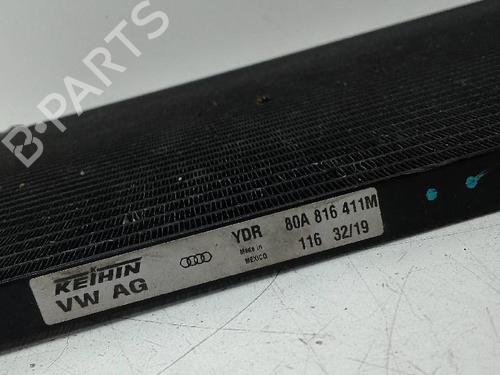 B-PARTS
KEIHIN
VW AG
YDR
Made in
MEXICO
80A 816 411M
116 32/19